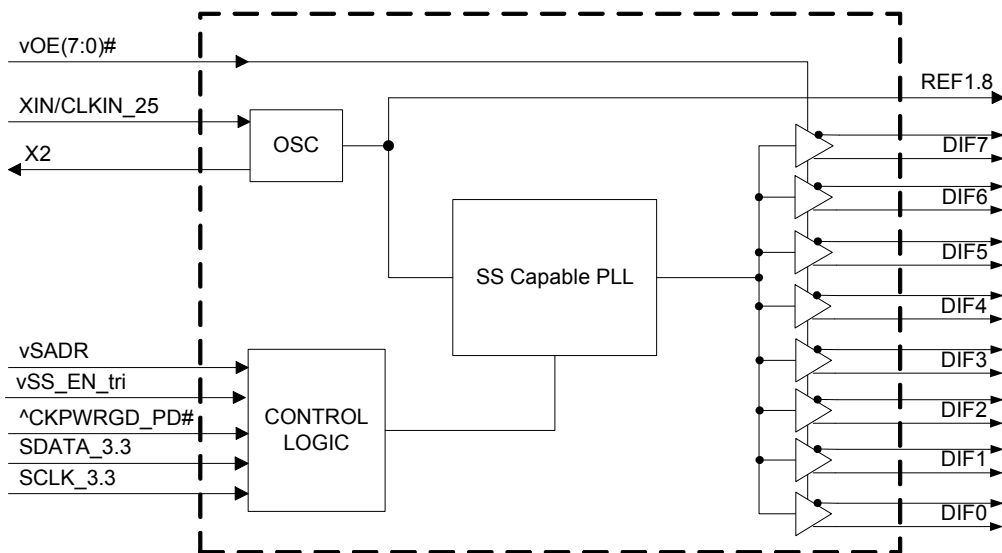 vOE(7:0)#
REF1.8
XIN/CLKIN_25
OSC
X2
DIF7
DIF6
DIF5
SS Capable PLL
DIF4
vSADR
DIF3
vSS_EN_tri
^CKPWRGD_PD#
CONTROL
LOGIC
DIF2
SDATA_3.3
DIF1
SCLK_3.3
DIF0